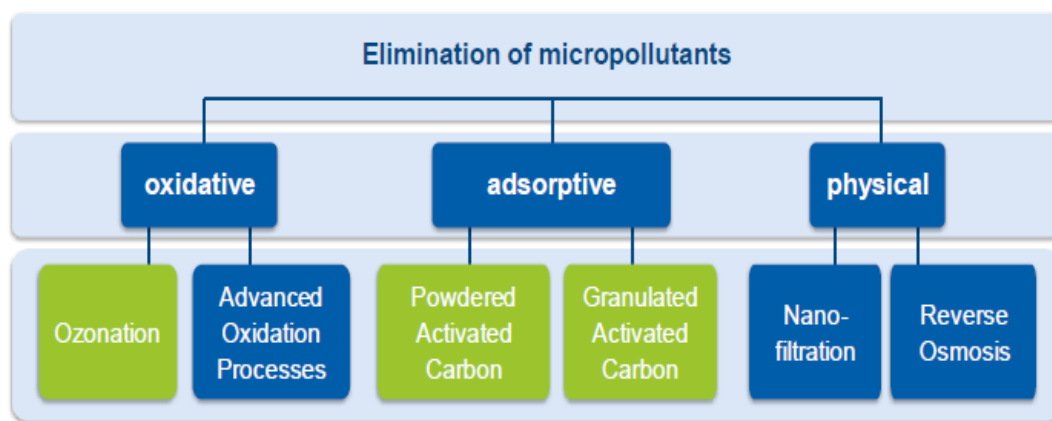 Elimination of micropollutants
oxidative
adsorptive
physical
Ozonation
Advanced
Oxidation
Processes
Powdered
Activated
Carbon
Granulated
Activated
Carbon
Nano-
filtration
Reverse
Osmosis